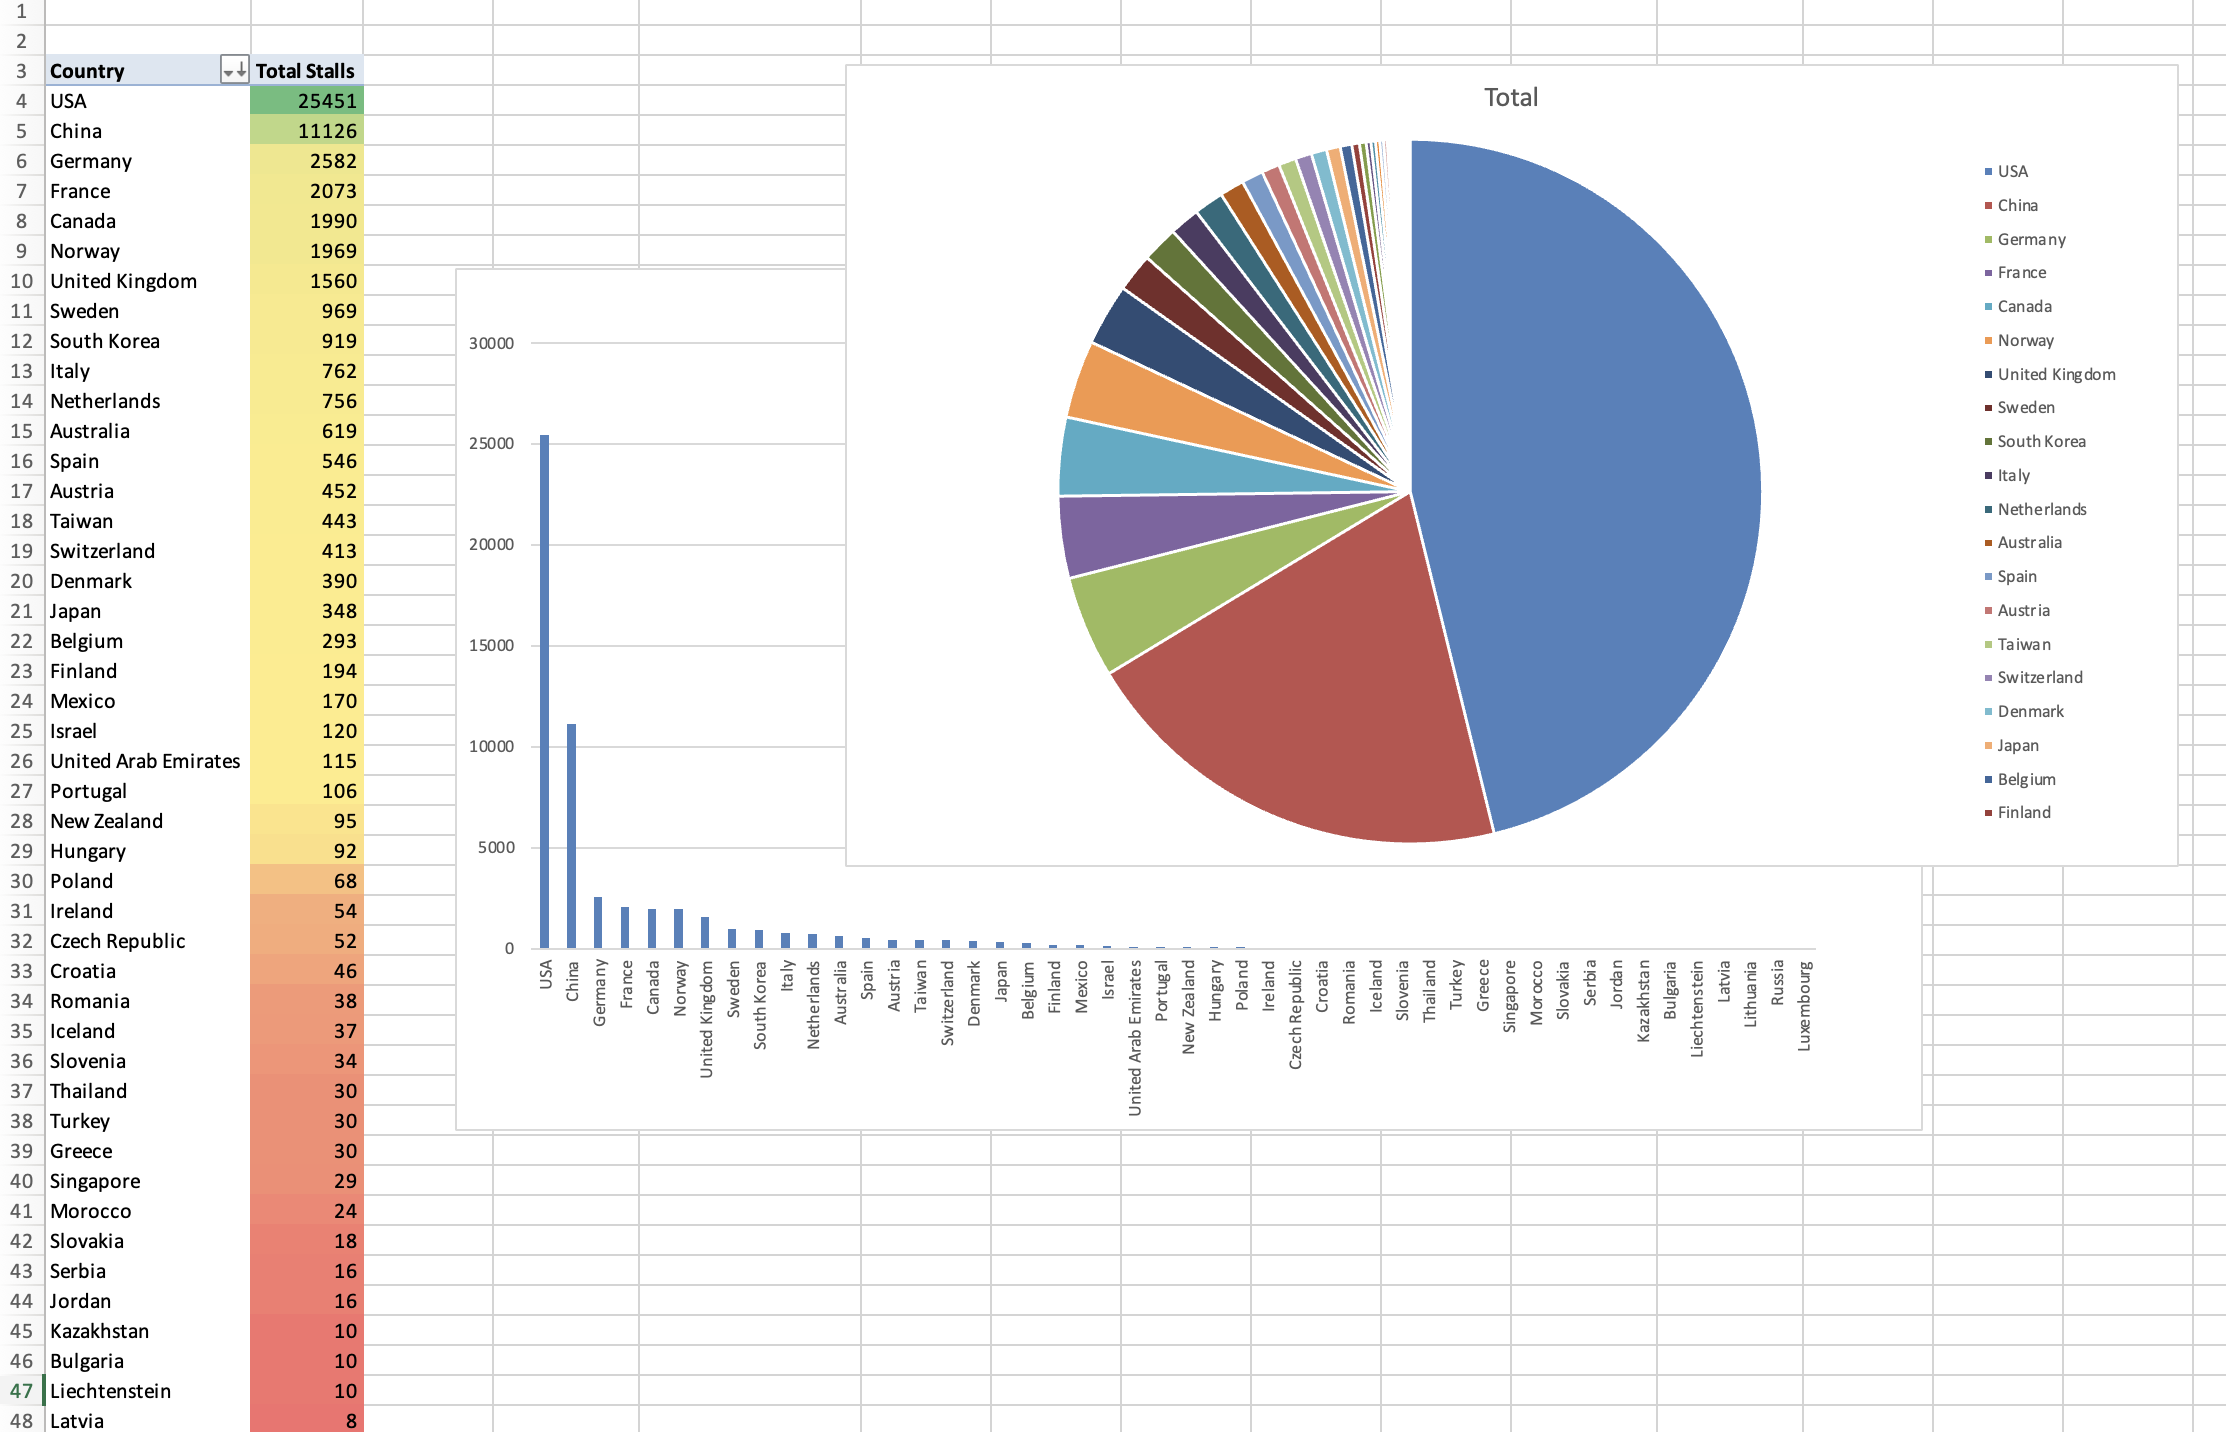 1
2
3 Country Total Stalls
4 USA 25451
5 China 11126
6 Germany 2582
7 France 2073
8 Canada 1990
9 Norway 1969
10 United Kingdom 1560
11 Sweden 969
12 South Korea 919
13 Italy 762
14 Netherlands 756
15 Australia 619
16 Spain 546
17 Austria 452
18 Taiwan 443
19 Switzerland 413
20 Denmark 390
21 Japan 348
22 Belgium 293
23 Finland 194
24 Mexico 170
25 Israel 120
26 United Arab Emirates 115
27 Portugal 106
28 New Zealand 95
29 Hungary 92
30 Poland 68
31 Ireland 54
32 Czech Republic 52
33 Croatia 46
34 Romania 38
35 Iceland 37
36 Slovenia 34
37 Thailand 30
38 Turkey 30
39 Greece 30
40 Singapore 29
41 Morocco 24
42 Slovakia 18
43 Serbia 16
44 Jordan 16
45 Kazakhstan 10
46 Bulgaria 10
47 Liechtenstein 10
48 Latvia 8
30000
25000
20000
15000
10000
5000
0
USA
China
Germany
France
Canada
Norway
United Kingdom
Sweden
South Korea
Italy
Netherlands
Australia
Spain
Austria
Taiwan
Switzerland
Denmark
Japan
Belgium
Finland
Mexico
Israel
United Arab Emirates
Portugal
New Zealand
Hungary
Poland
Ireland
Czech Republic
Croatia
Romania
Iceland
Slovenia
Thailand
Turkey
Greece
Singapore
Morocco
Slovakia
Serbia
Jordan
Kazakhstan
Bulgaria
Liechtenstein
Latvia
Lithuania
Russia
Luxembourg
Total
USA
China
Germany
France
Canada
Norway
United Kingdom
Sweden
South Korea
Italy
Netherlands
Australia
Spain
Austria
Taiwan
Switzerland
Denmark
Japan
Belgium
Finland